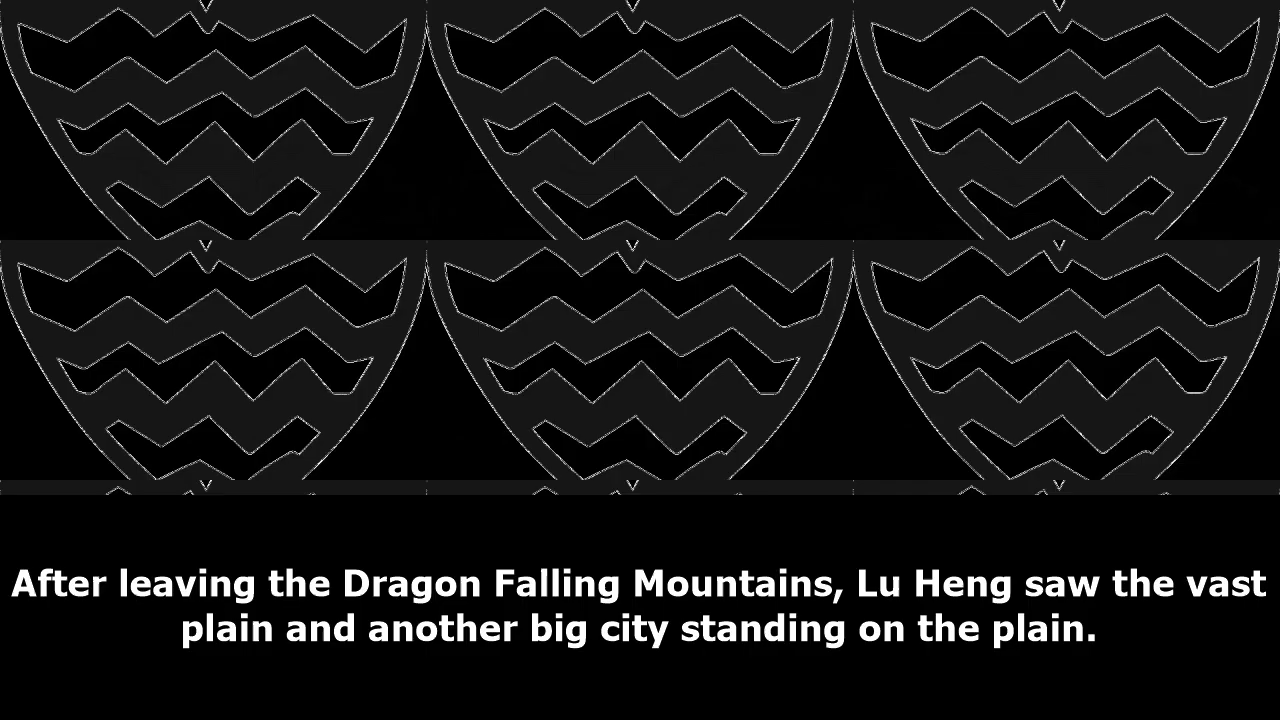 After leaving the Dragon Falling Mountains, Lu Heng saw the vast
plain and another big city standing on the plain.